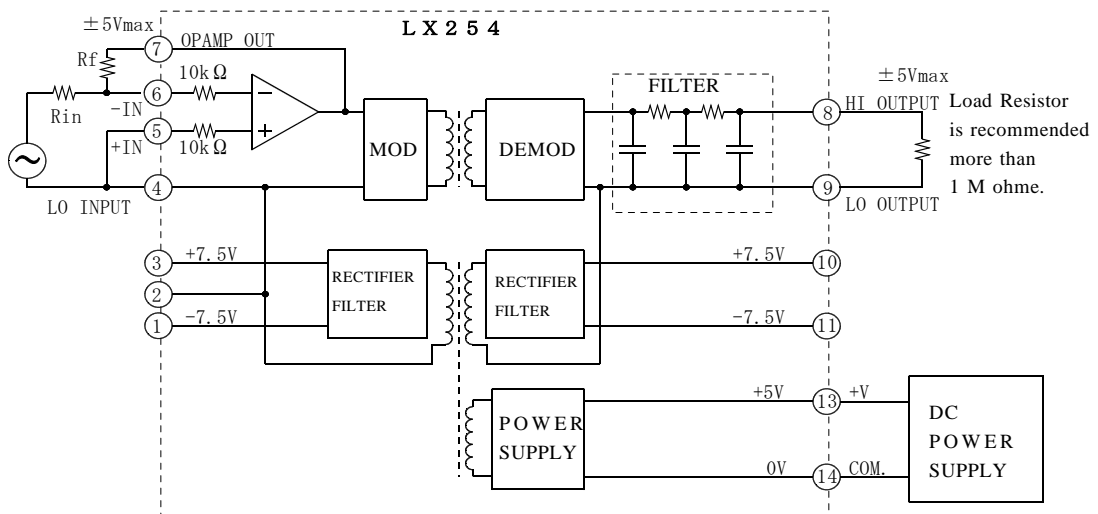 LX254
±5Vmax
7 OPAMP OUT
Rf
10kΩ
6
-IN
Rin
5
+IN
10kΩ
4
LO INPUT
MOD
DEMOD
FILTER
±5Vmax
8 HI OUTPUT
9
LO OUTPUT
Load Resistor
is recommended
more than
1 M ohme.
3 +7.5V
2
1 -7.5V
RECTIFIER
FILTER
RECTIFIER
FILTER
+7.5V 10
-7.5V 11
POWER
SUPPLY
+5V 13 +V
0V 14 COM.
DC
POWER
SUPPLY